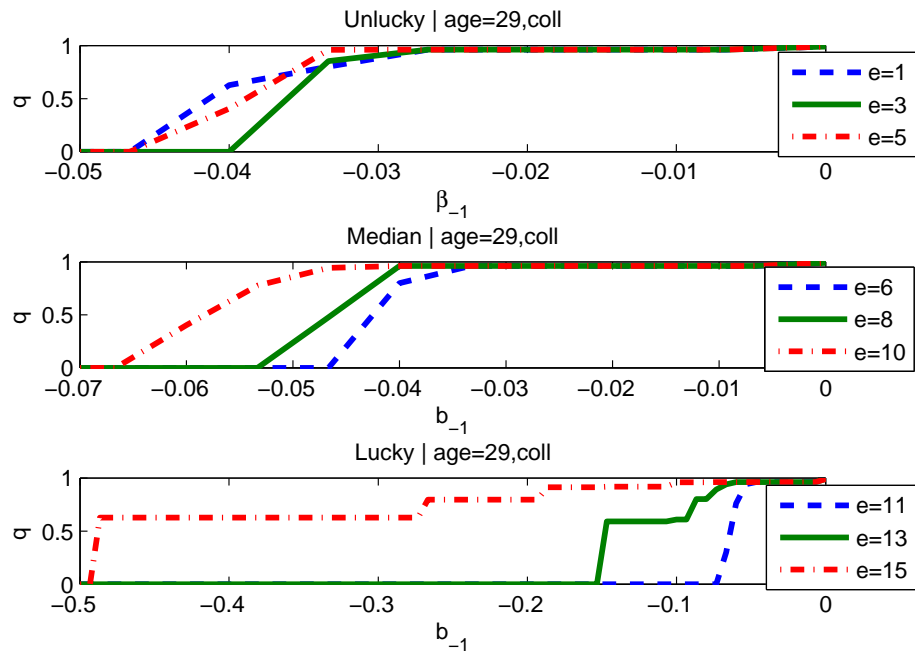 Unlucky | age=29,coll
1
0.5
0
q
−0.05
−0.04
−0.03
−0.02
−0.01
0
β_−1
e=1
e=3
e=5
Median | age=29,coll
1
0.5
0
q
−0.07
−0.06
−0.05
−0.04
−0.03
−0.02
−0.01
0
b_−1
e=6
e=8
e=10
Lucky | age=29,coll
1
0.5
0
q
−0.5
−0.4
−0.3
−0.2
−0.1
0
b_−1
e=11
e=13
e=15